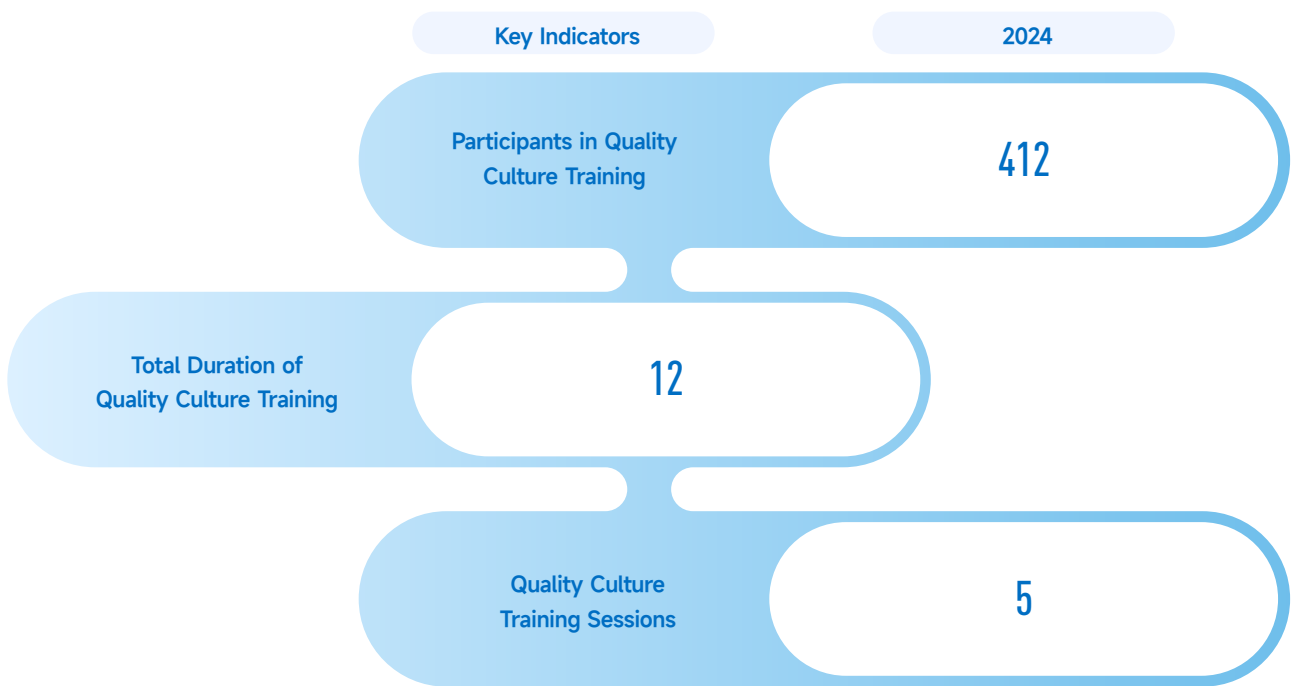 Key Indicators
2024
Participants in Quality
Culture Training
412
Total Duration of
Quality Culture Training
12
Quality Culture
Training Sessions
5